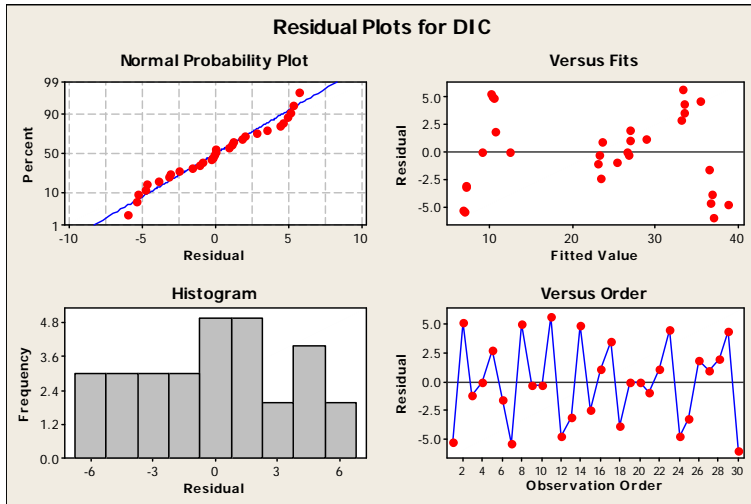 Residual Plots for DIC
Normal Probability Plot
Percent
99
90
50
10
1
-10
-5
0
5
10
Residual
Versus Fits
Residual
5.0
2.5
0.0
-2.5
-5.0
10
20
30
40
Fitted Value
Histogram
Frequency
4.8
3.6
2.4
1.2
0.0
-6
-3
0
3
6
Residual
Versus Order
Residual
5.0
2.5
0.0
-2.5
-5.0
2 4 6 8 10 12 14 16 18 20 22 24 26 28 30
Observation Order